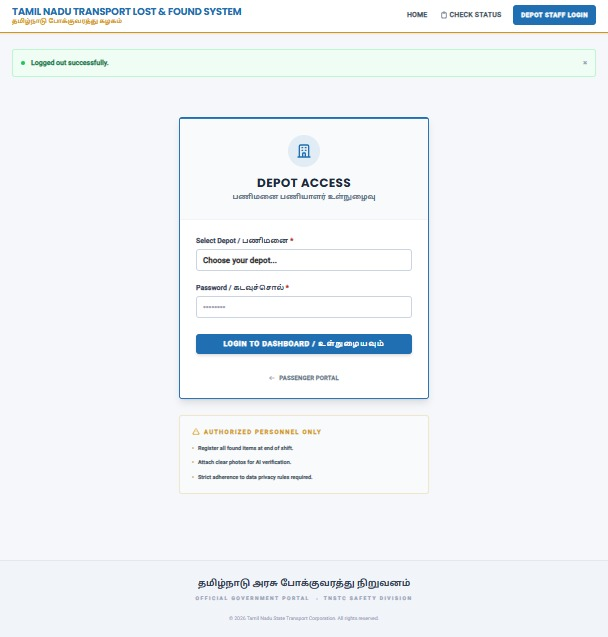 TAMIL NADU TRANSPORT LOST & FOUND SYSTEM
தமிழ்நாடு போக்குவரத்து கழகம்
HOME
CHECK STATUS
DEPOT STAFF LOGIN
Logged out successfully.
×
DEPOT ACCESS
பணிமனை பணியாளர் உள்நுழைவு
Select Depot / பணிமனை *
Choose your depot...
Password / கடவுச்சொல் *
••••••••
LOGIN TO DASHBOARD / உள்நுழையவும்
← PASSENGER PORTAL
AUTHORIZED PERSONNEL ONLY
• Register all found items at end of shift.
• Attach clear photos for AI verification.
• Strict adherence to data privacy rules required.
தமிழ்நாடு அரசு போக்குவரத்து நிறுவனம்
OFFICIAL GOVERNMENT PORTAL • TNSTC SAFETY DIVISION
© 2026 Tamil Nadu State Transport Corporation. All rights reserved.